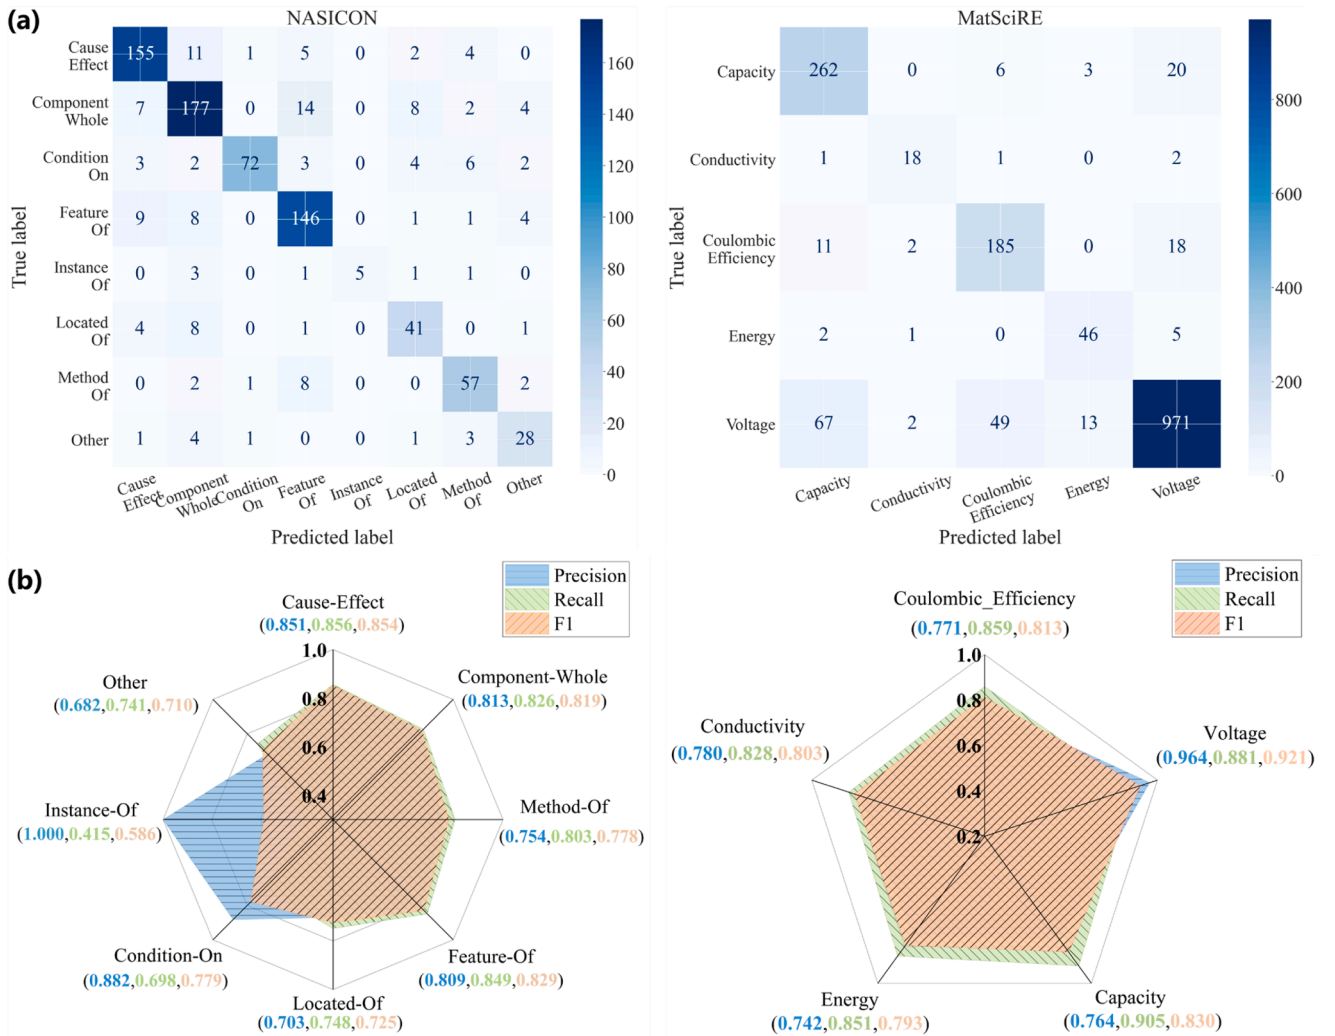 (a)
NASICON
Cause
Effect
155 11 1 5 0 2 4 0
Component
Whole
7 177 0 14 0 8 2 4
Condition
On
3 2 72 3 0 4 6 2
Feature
Of
9 8 0 146 0 1 1 4
Instance
Of
0 3 0 1 5 1 1 0
Located
Of
4 8 0 1 0 41 0 1
Method
Of
0 2 1 8 0 0 57 2
Other
1 4 1 0 0 1 3 28
True label
Cause
Effect
Component
Whole
Condition
On
Feature
Of
Instance
Of
Located
Of
Method
Of
Other
Predicted label
160
140
120
100
80
60
40
20
0
MatSciRE
Capacity
262 0 6 3 20
Conductivity
1 18 1 0 2
Coulombic
Efficiency
11 2 185 0 18
Energy
2 1 0 46 5
Voltage
67 2 49 13 971
True label
Capacity
Conductivity
Coulombic
Efficiency
Energy
Voltage
Predicted label
800
600
400
200
0
(b)
Precision
Recall
F1
Cause-Effect
(0.851,0.856,0.854)
1.0
0.8
0.6
0.4
Other
(0.682,0.741,0.710)
Component-Whole
(0.813,0.826,0.819)
Instance-Of
(1.000,0.415,0.586)
Method-Of
(0.754,0.803,0.778)
Condition-On
(0.882,0.698,0.779)
Feature-Of
(0.809,0.849,0.829)
Located-Of
(0.703,0.748,0.725)
Precision
Recall
F1
Coulombic_Efficiency
(0.771,0.859,0.813)
1.0
0.8
0.6
0.4
0.2
Conductivity
(0.780,0.828,0.803)
Voltage
(0.964,0.881,0.921)
Energy
(0.742,0.851,0.793)
Capacity
(0.764,0.905,0.830)